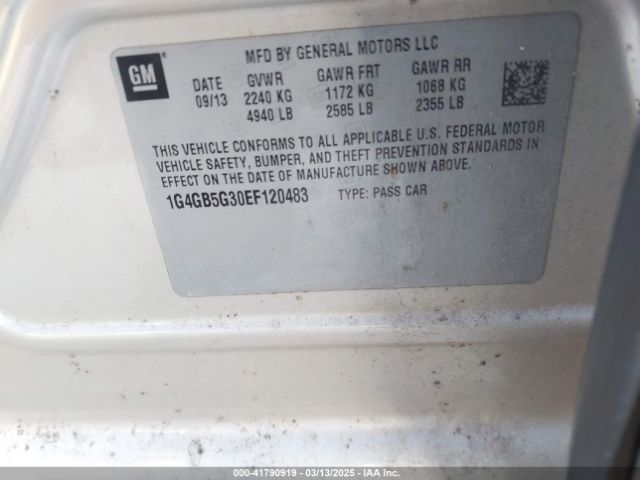 GM
MFD BY GENERAL MOTORS LLC
DATE GVWR GAWR FRT GAWR RR
09/13 2240 KG 1172 KG 1068 KG
4940 LB 2585 LB 2355 LB
THIS VEHICLE CONFORMS TO ALL APPLICABLE U.S. FEDERAL MOTOR
VEHICLE SAFETY, BUMPER, AND THEFT PREVENTION STANDARDS IN
EFFECT ON THE DATE OF MANUFACTURE SHOWN ABOVE.
1G4GB5G30EF120483 TYPE: PASS CAR
000-41790919 - 03/13/2025 - IAA Inc.